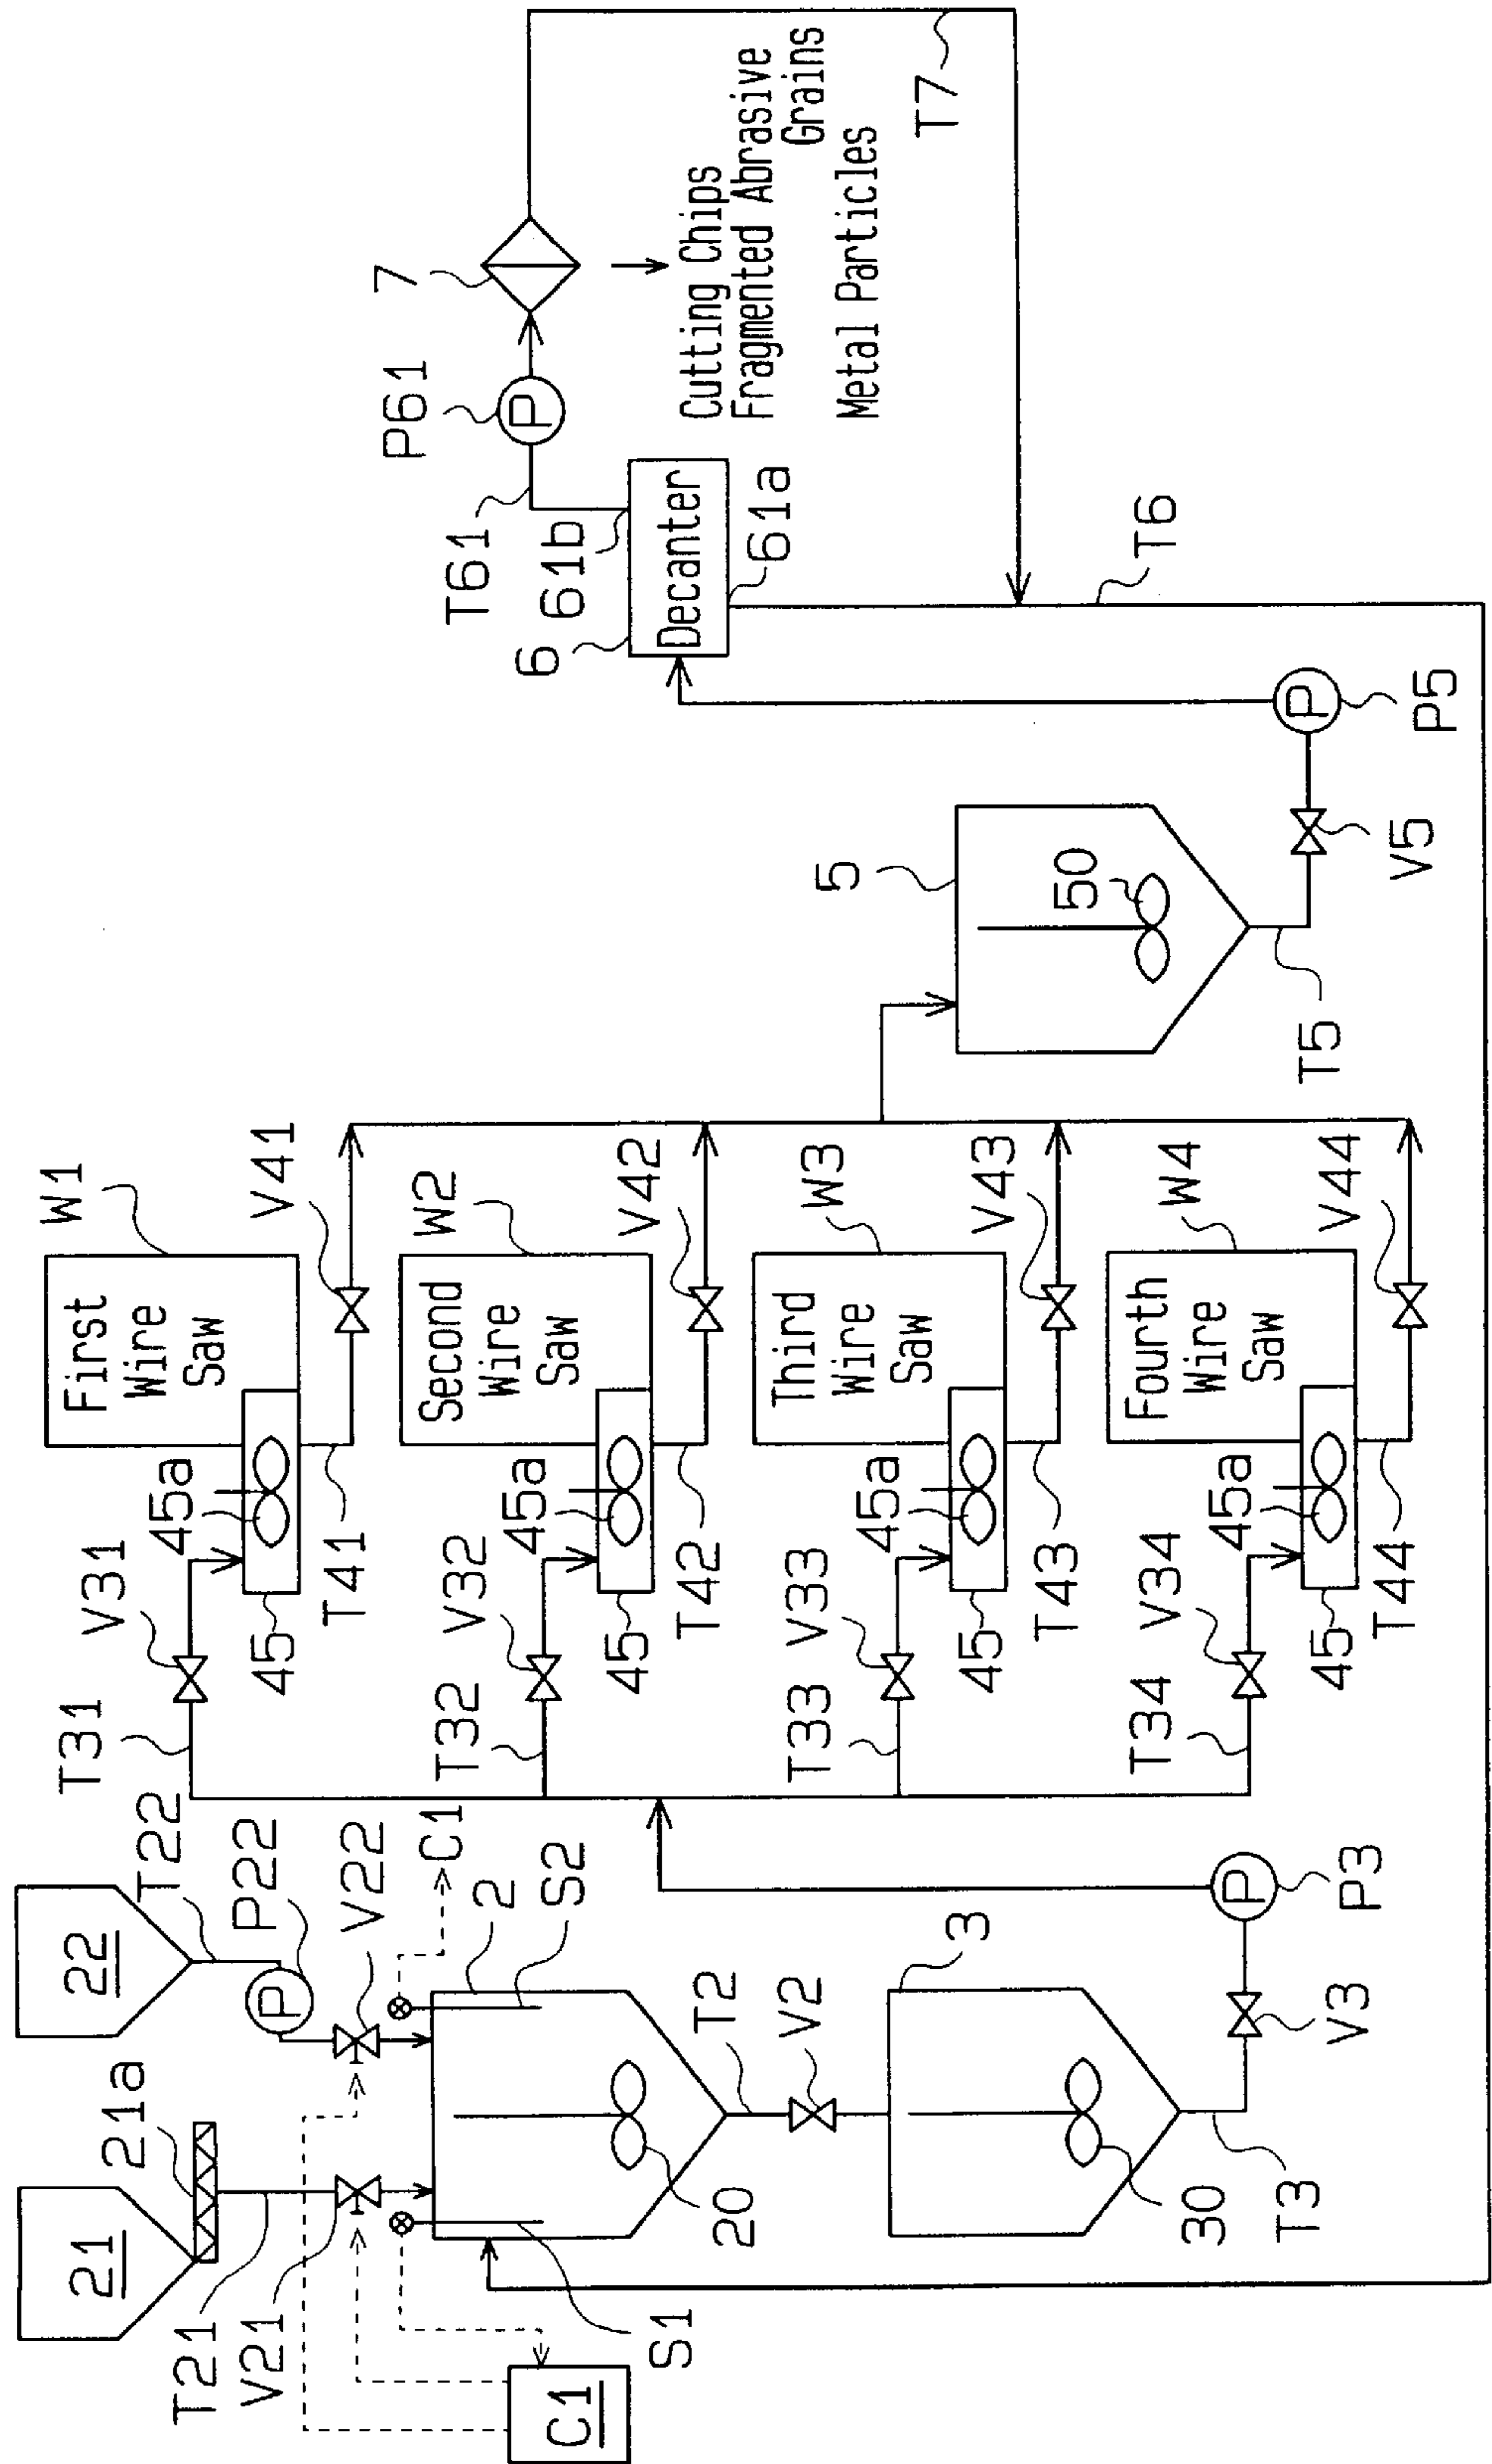 21
21a
T21
V21
22
T22
P22
P
V22
C1
C1
S1
S2
2
20
T2
V2
3
30
T3
V3
P
P3
T31
V31
45a
45
T41
First
Wire
Saw
W1
V41
T32
V32
45a
45
T42
Second
Wire
Saw
W2
V42
T33
V33
45a
45
T43
Third
Wire
Saw
W3
V43
T34
V34
45a
45
T44
Fourth
Wire
Saw
W4
V44
5
50
T5
V5
P
P5
6
Decanter
61a
61b
T61
P
P61
7
Cutting Chips
Fragmented Abrasive
Grains
Metal Particles
T7
T6